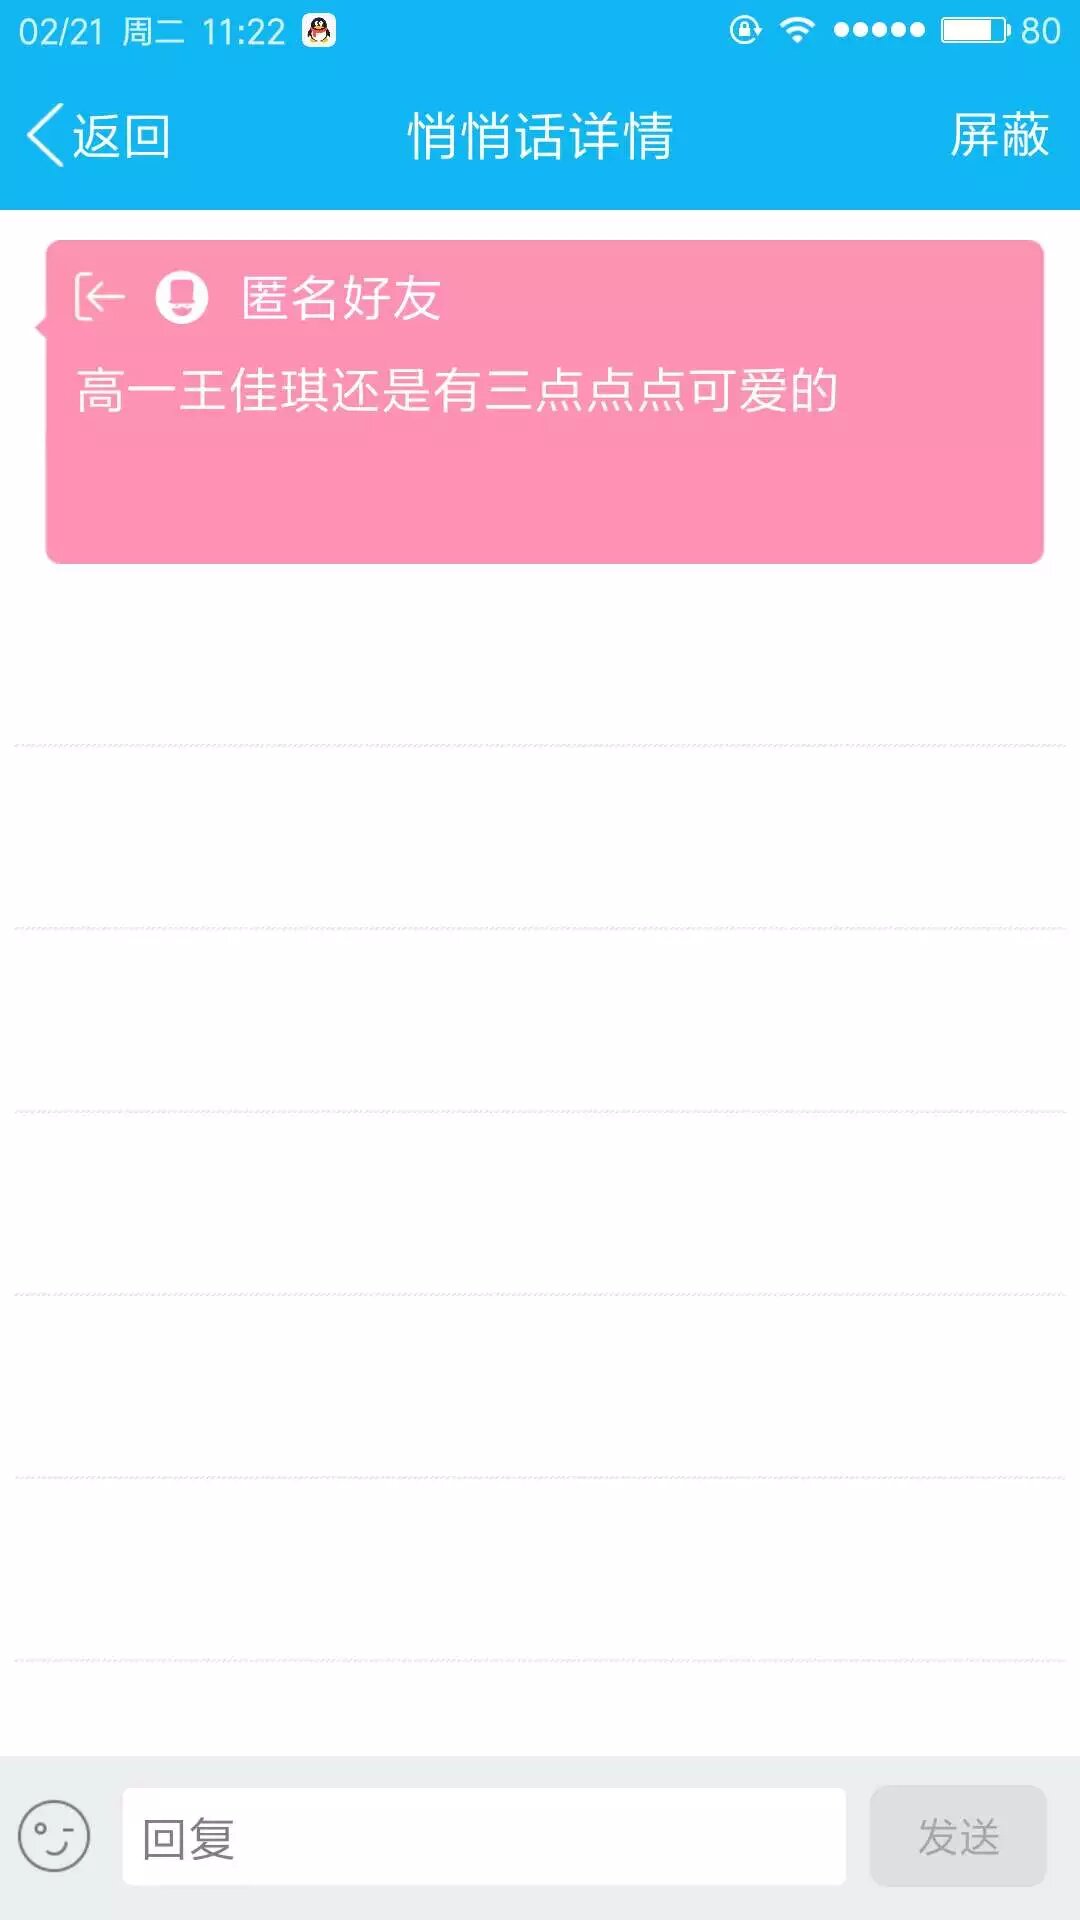 02/21 周二 11:22 80
返回 悄悄话详情 屏蔽
匿名好友
高一王佳琪还是有三点点点可爱的
回复 发送